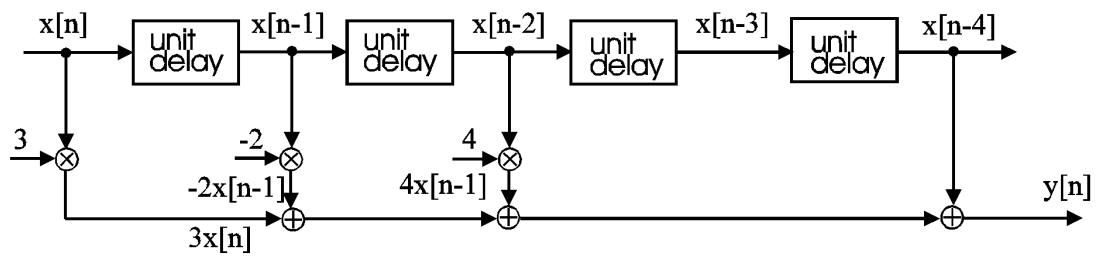 x[n]
x[n-1]
x[n-2]
x[n-3]
x[n-4]
unit
delay
unit
delay
unit
delay
unit
delay
3
-2
4
-2x[n-1]
4x[n-1]
y[n]
3x[n]